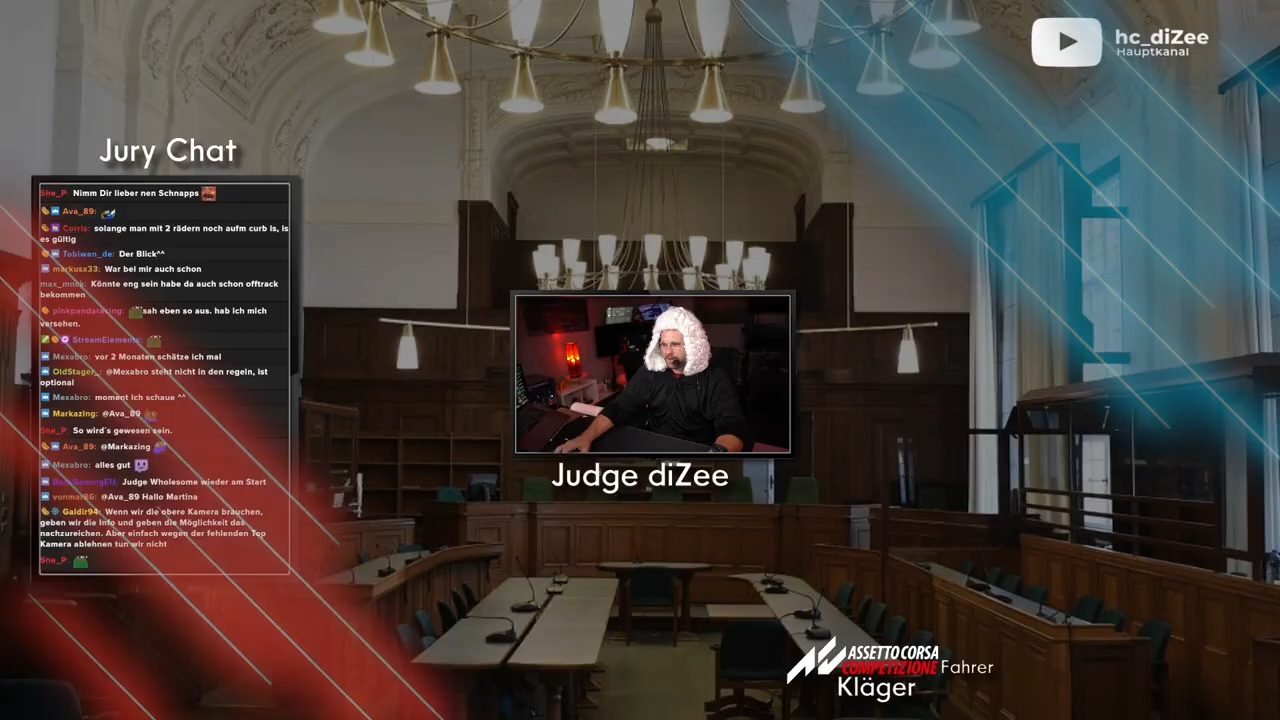 hc_diZee
Hauptkanal
Jury Chat
She_P: Nimm Dir lieber nen Schnapps
Ava_89:
Corris: solange man mit 2 rädern noch aufm curb is, is
es gültig
Tobiwan_de: Der Blick^^
markusx33: War bei mir auch schon
max_mnck: Könnte eng sein habe da auch schon offtrack
bekommen
pinkpandaracing: sah eben so aus. hab ich mich
versehen.
StreamElements:
Mexabro: vor 2 Monaten schätze ich mal
OldStager_: @Mexabro steht nicht in den regeln, ist
optional
Mexabro: moment ich schaue ^^
Markazing: @Ava_89
She_P: So wird's gewesen sein.
Ava_89: @Markazing
Mexabro: alles gut
Judge Wholesome wieder am Start
vonmar86: @Ava_89 Hallo Martina
Galdir94: Wenn wir die obere Kamera brauchen,
geben wir die Info und geben die Möglichkeit das
nachzureichen. Aber einfach wegen der fehlenden Top
Kamera ablehnen tun wir nicht
She_P:
Judge diZee
ASSETTO CORSA
COMPETIZIONE Fahrer
Kläger